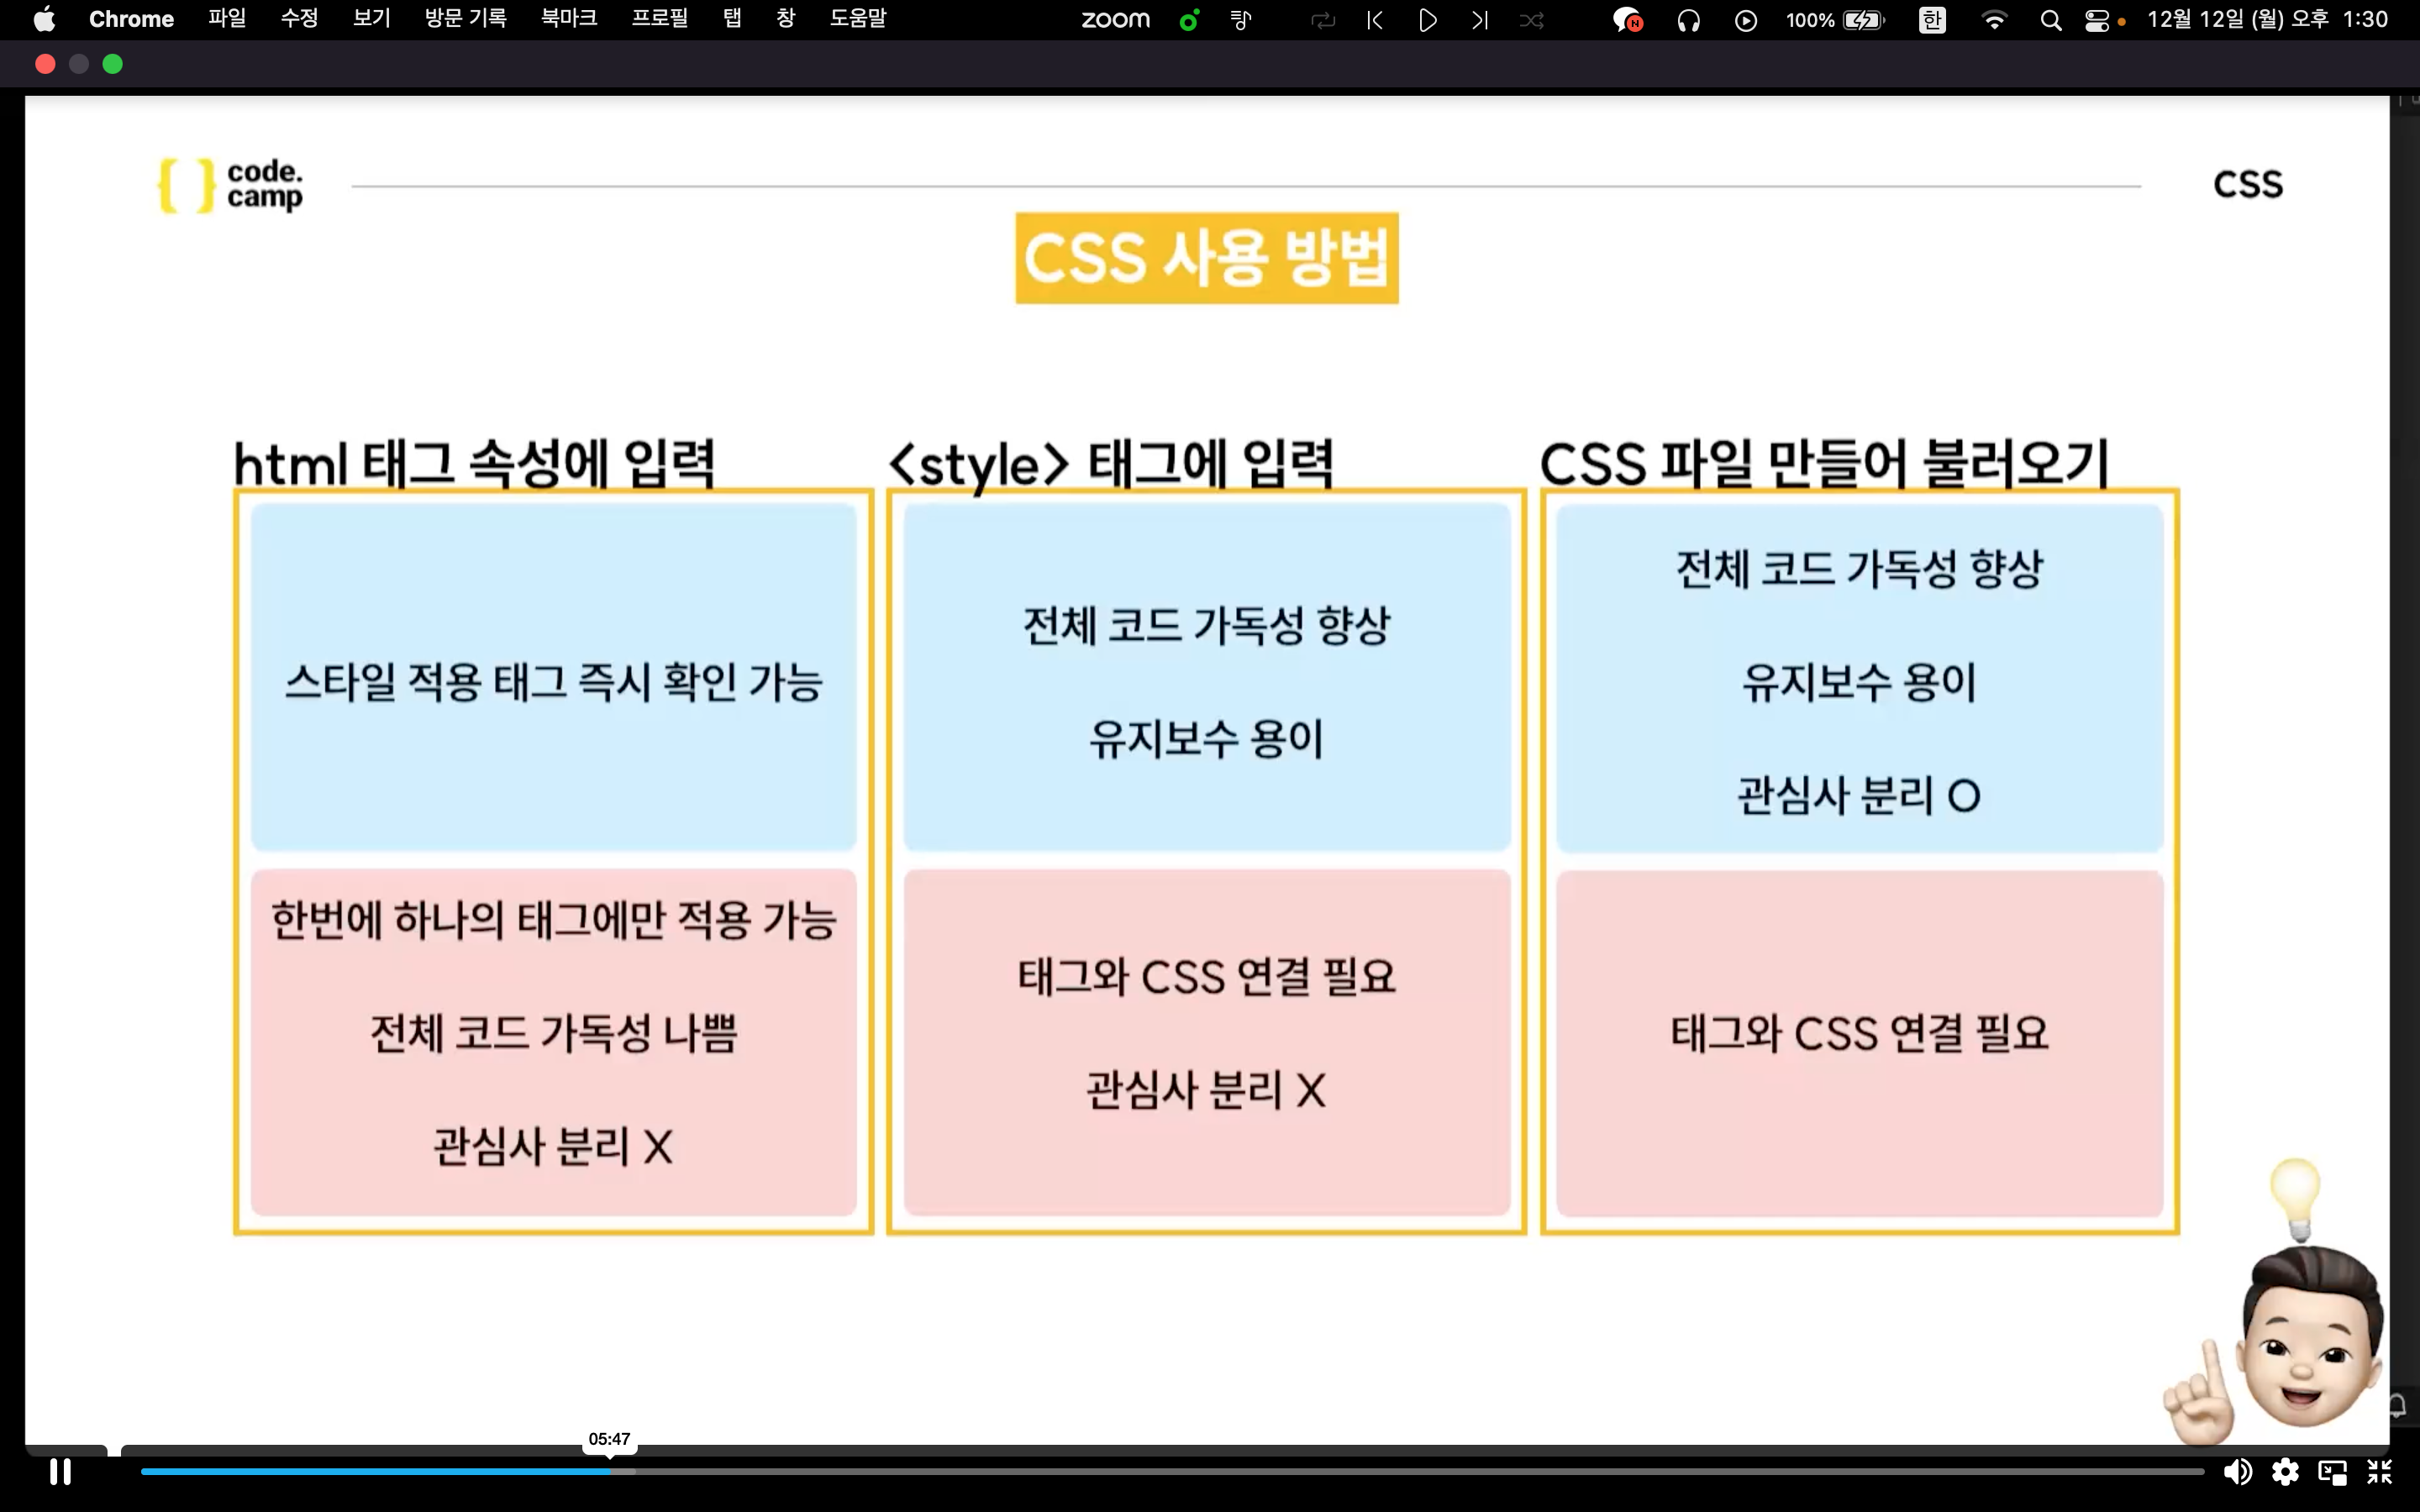 Chrome 파일 수정 보기 방문 기록 북마크 프로필 탭 창 도움말 zoom 100% 한 12월 12일 (월) 오후 1:30
code.
camp
CSS
CSS 사용 방법
html 태그 속성에 입력
스타일 적용 태그 즉시 확인 가능
한번에 하나의 태그에만 적용 가능
전체 코드 가독성 나쁨
관심사 분리 X
<style> 태그에 입력
전체 코드 가독성 향상
유지보수 용이
태그와 CSS 연결 필요
관심사 분리 X
CSS 파일 만들어 불러오기
전체 코드 가독성 향상
유지보수 용이
관심사 분리 O
태그와 CSS 연결 필요
05:47